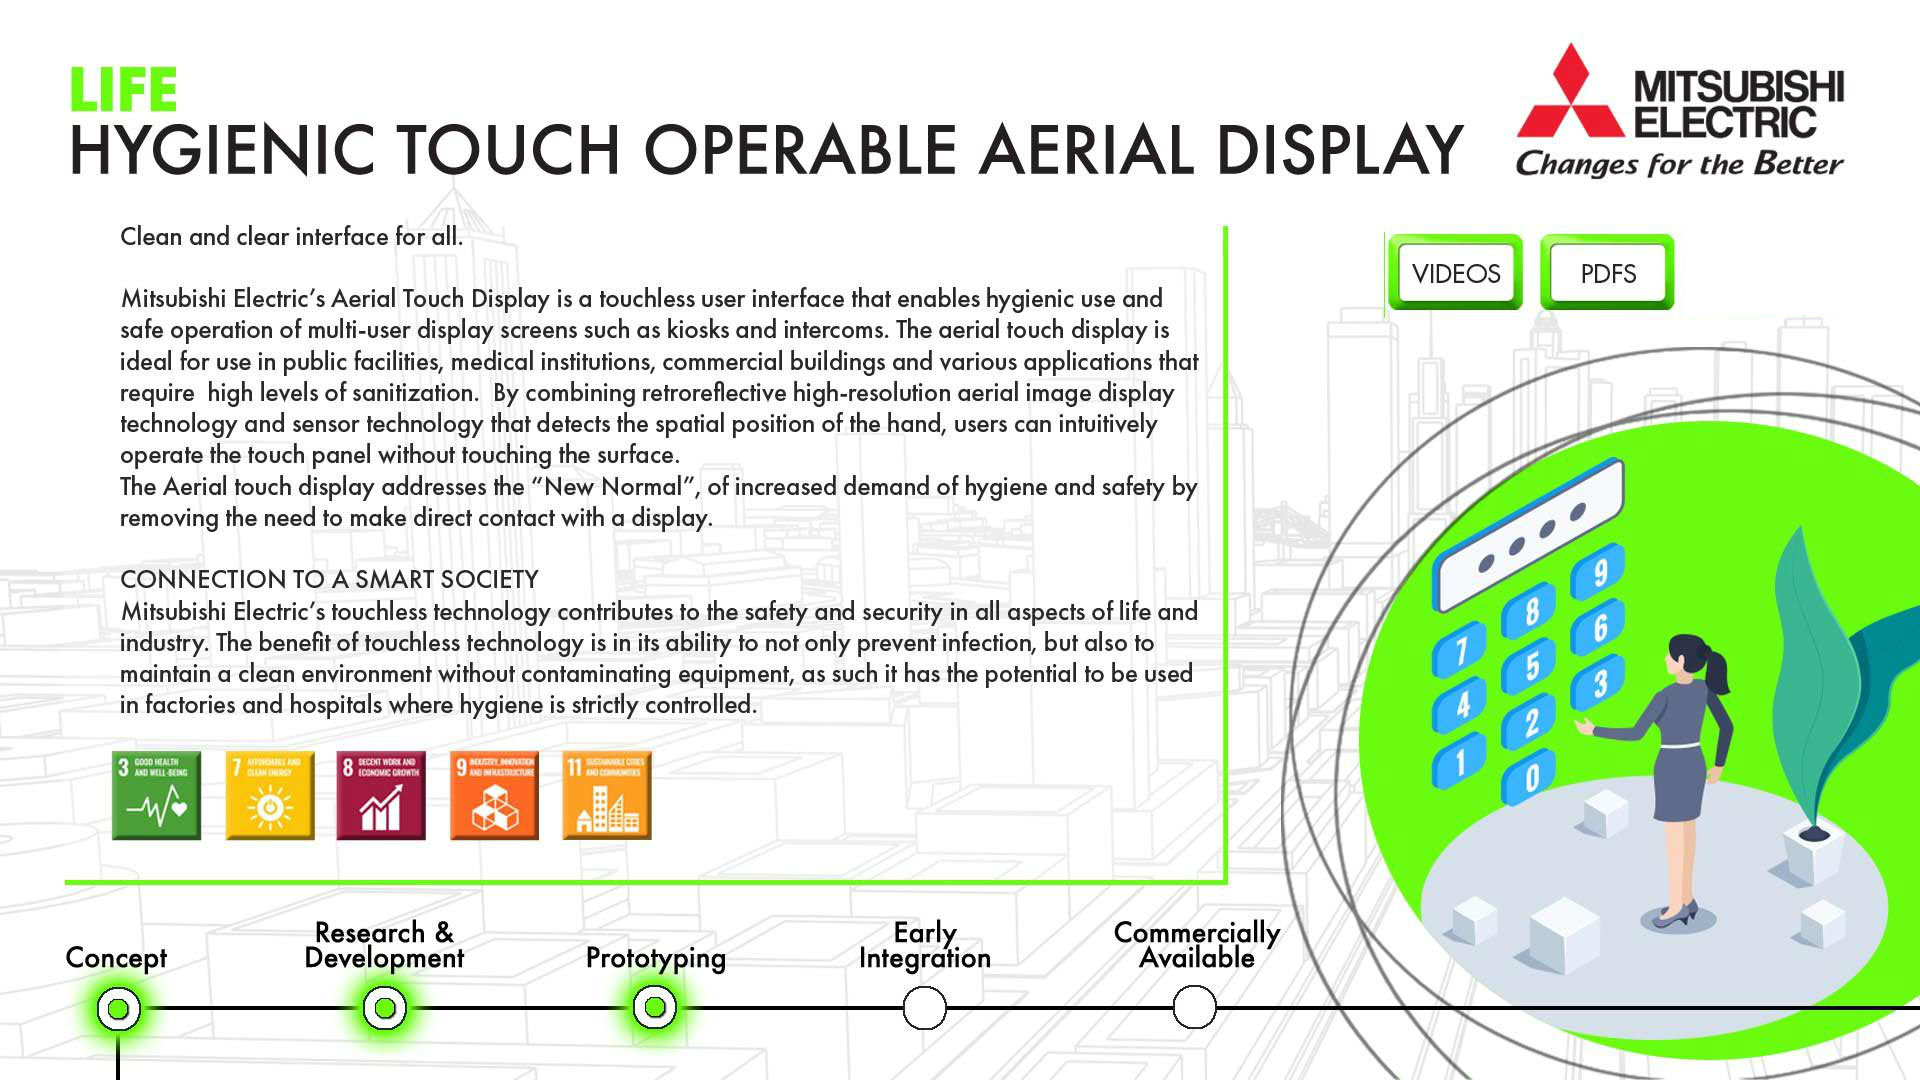 LIFE
HYGIENIC TOUCH OPERABLE AERIAL DISPLAY
MITSUBISHI
ELECTRIC
Changes for the Better
Clean and clear interface for all.
Mitsubishi Electric’s Aerial Touch Display is a touchless user interface that enables hygienic use and
safe operation of multi-user display screens such as kiosks and intercoms. The aerial touch display is
ideal for use in public facilities, medical institutions, commercial buildings and various applications that
require  high levels of sanitization.  By combining retroreflective high-resolution aerial image display
technology and sensor technology that detects the spatial position of the hand, users can intuitively
operate the touch panel without touching the surface.
The Aerial touch display addresses the “New Normal”, of increased demand of hygiene and safety by
removing the need to make direct contact with a display.
CONNECTION TO A SMART SOCIETY
Mitsubishi Electric’s touchless technology contributes to the safety and security in all aspects of life and
industry. The benefit of touchless technology is in its ability to not only prevent infection, but also to
maintain a clean environment without contaminating equipment, as such it has the potential to be used
in factories and hospitals where hygiene is strictly controlled.
VIDEOS
PDFS
3 GOOD HEALTH
AND WELL-BEING
7 AFFORDABLE AND
CLEAN ENERGY
8 DECENT WORK AND
ECONOMIC GROWTH
9 INDUSTRY, INNOVATION
AND INFRASTRUCTURE
11 SUSTAINABLE CITIES
AND COMMUNITIES
7 8 9
4 5 6
1 2 3
0
Concept
Research &
Development
Prototyping
Early
Integration
Commercially
Available